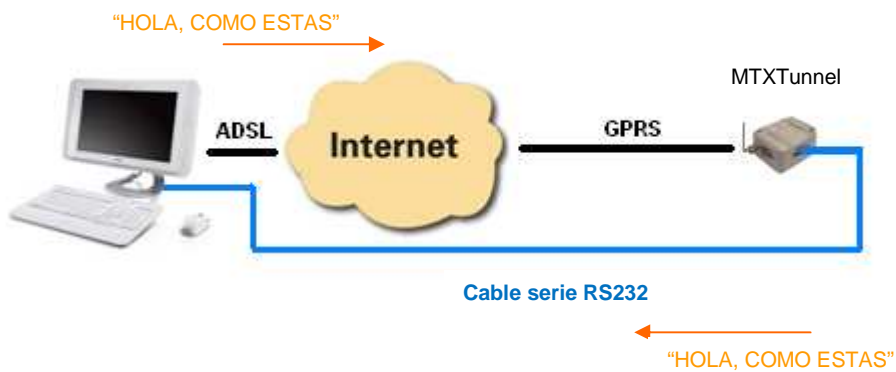 “HOLA, COMO ESTAS”
MTXTunnel
ADSL
Internet
GPRS
Cable serie RS232
“HOLA, COMO ESTAS”